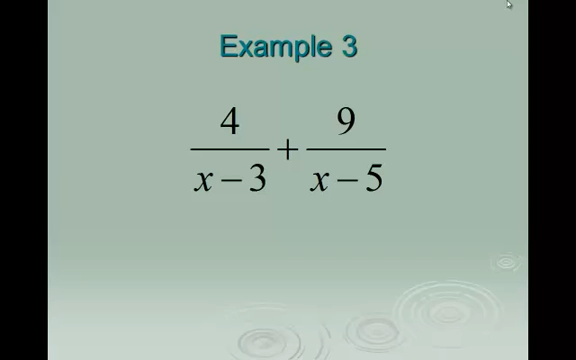 Example 3
4/(x − 3) + 9/(x − 5)